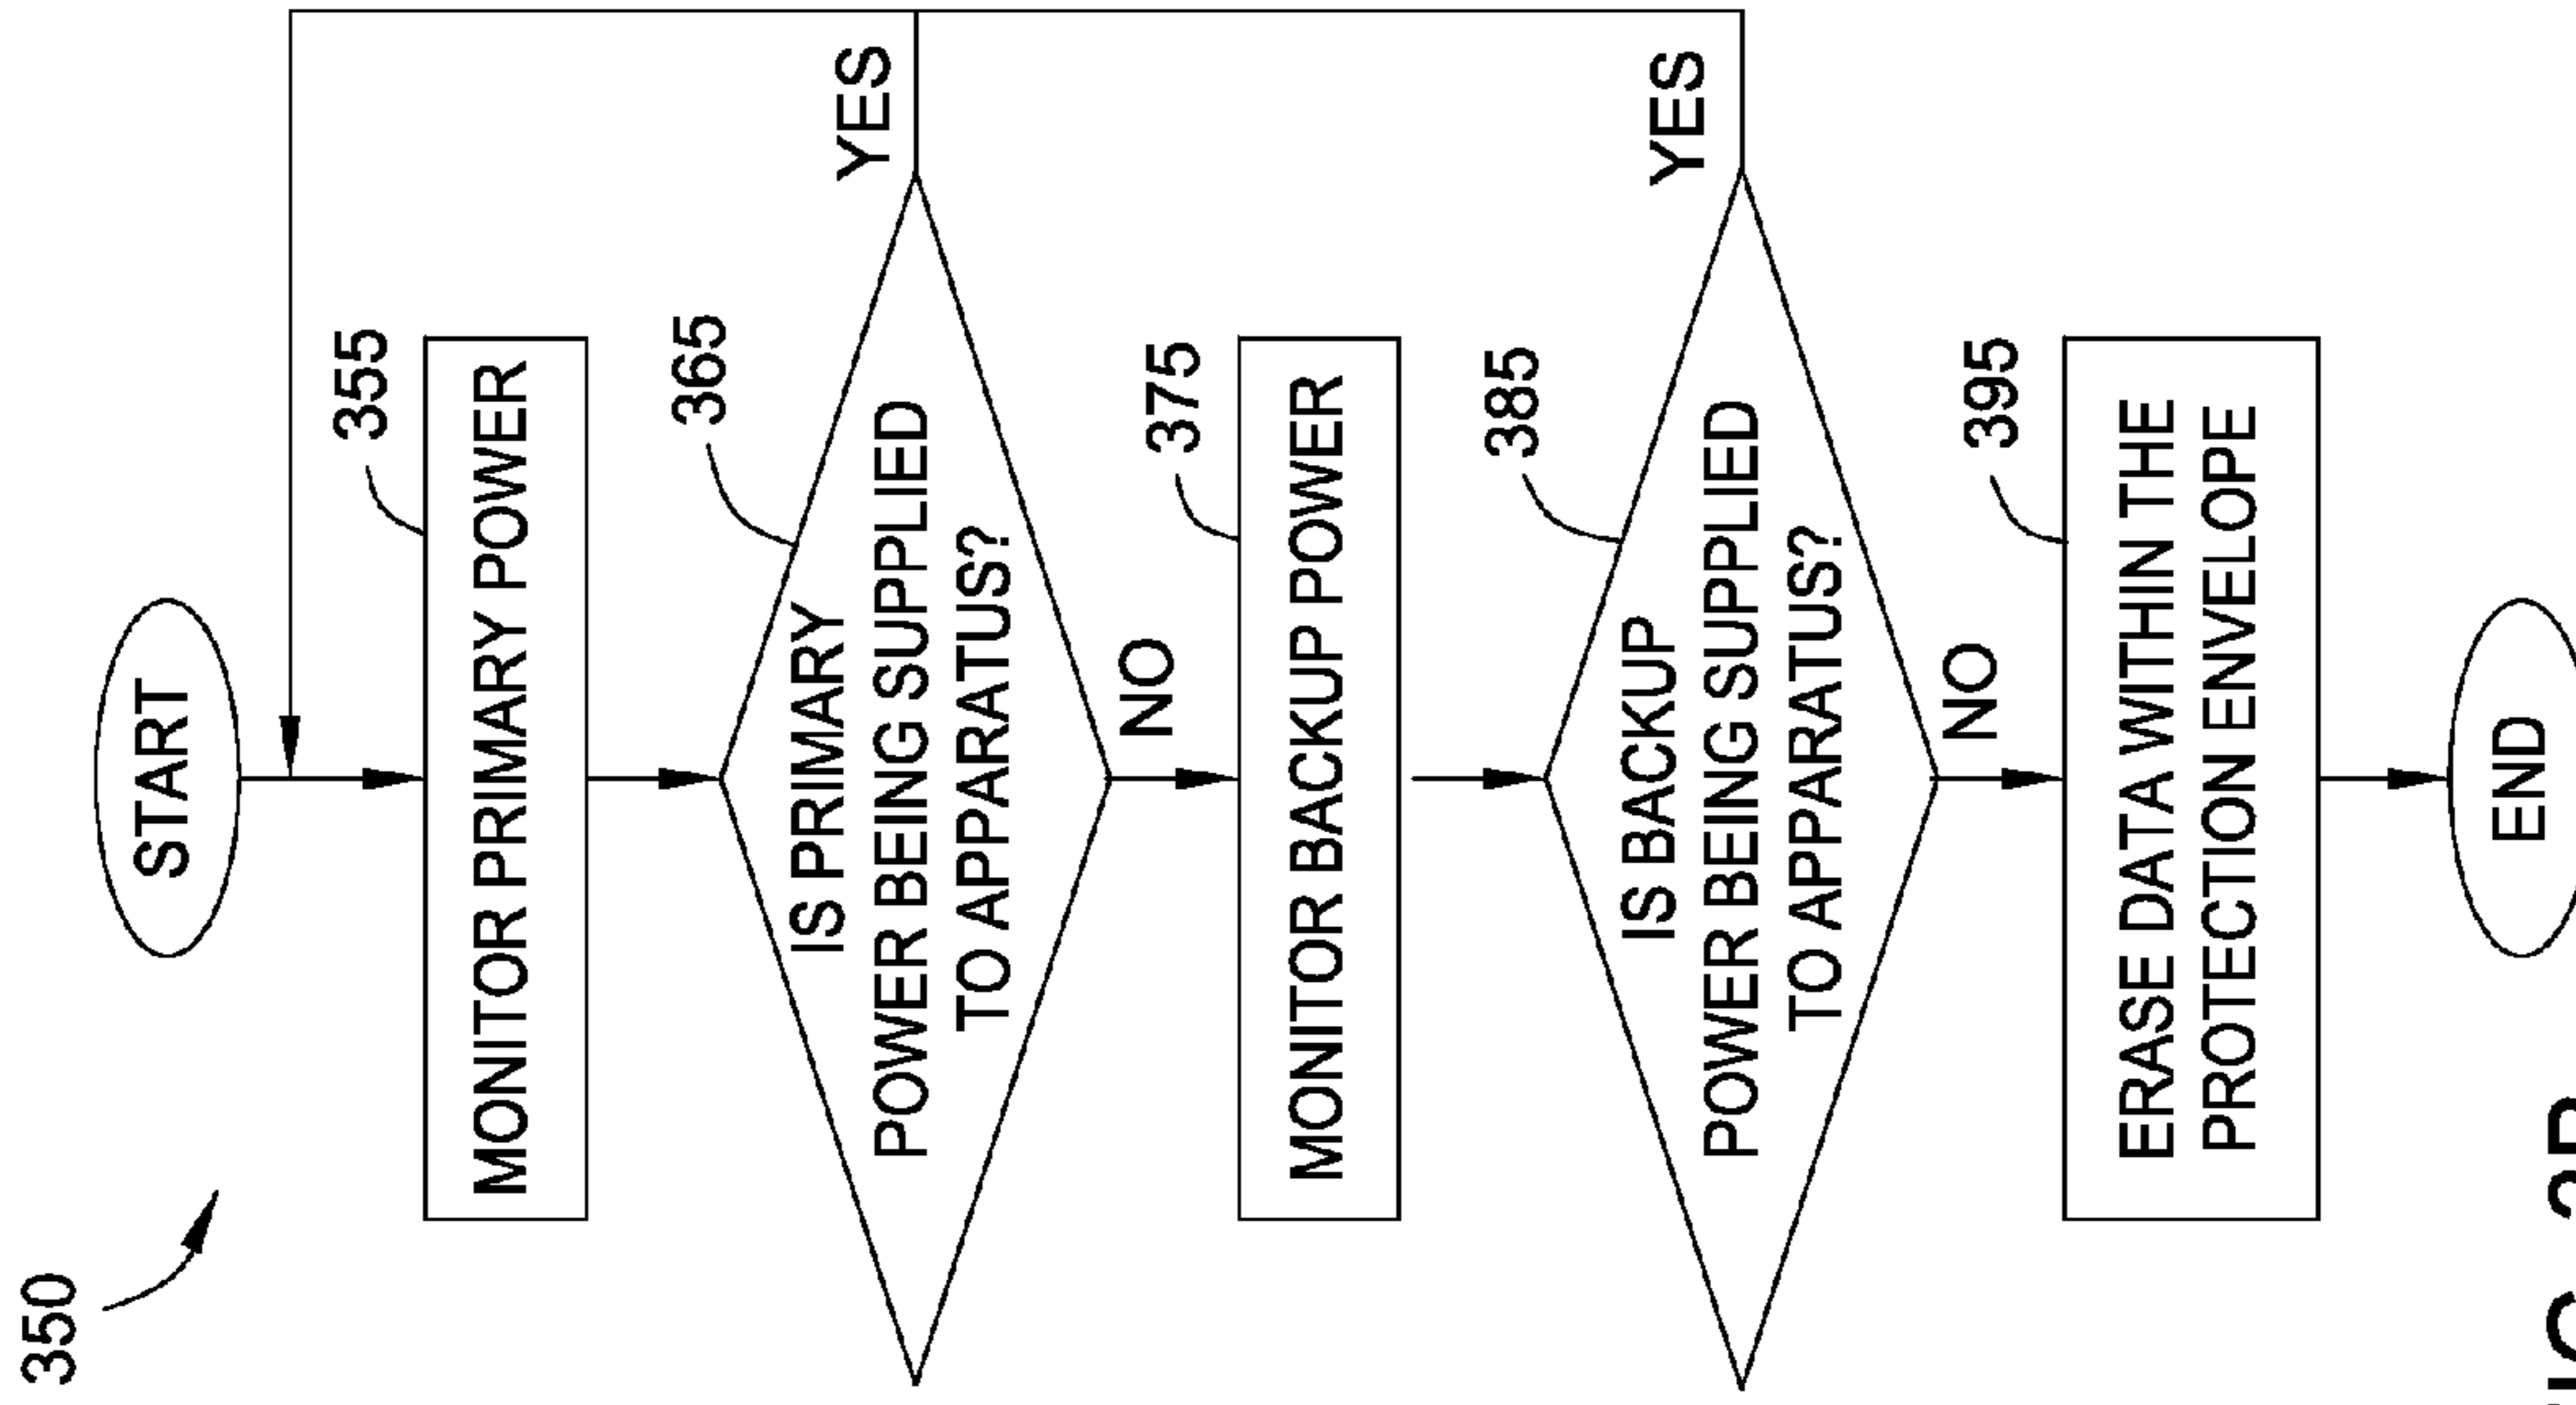 350
START
355
MONITOR PRIMARY POWER
365
IS PRIMARY
POWER BEING SUPPLIED
TO APPARATUS?
YES
NO
375
MONITOR BACKUP POWER
385
IS BACKUP
POWER BEING SUPPLIED
TO APPARATUS?
YES
NO
395
ERASE DATA WITHIN THE
PROTECTION ENVELOPE
END